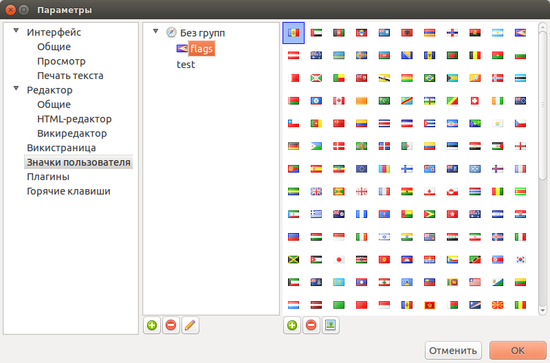 Параметры
Интерфейс
Общие
Просмотр
Печать текста
Редактор
Общие
HTML-редактор
Викиредактор
Викистраница
Значки пользователя
Плагины
Горячие клавиши
Без групп
flags
test
Отменить
OK